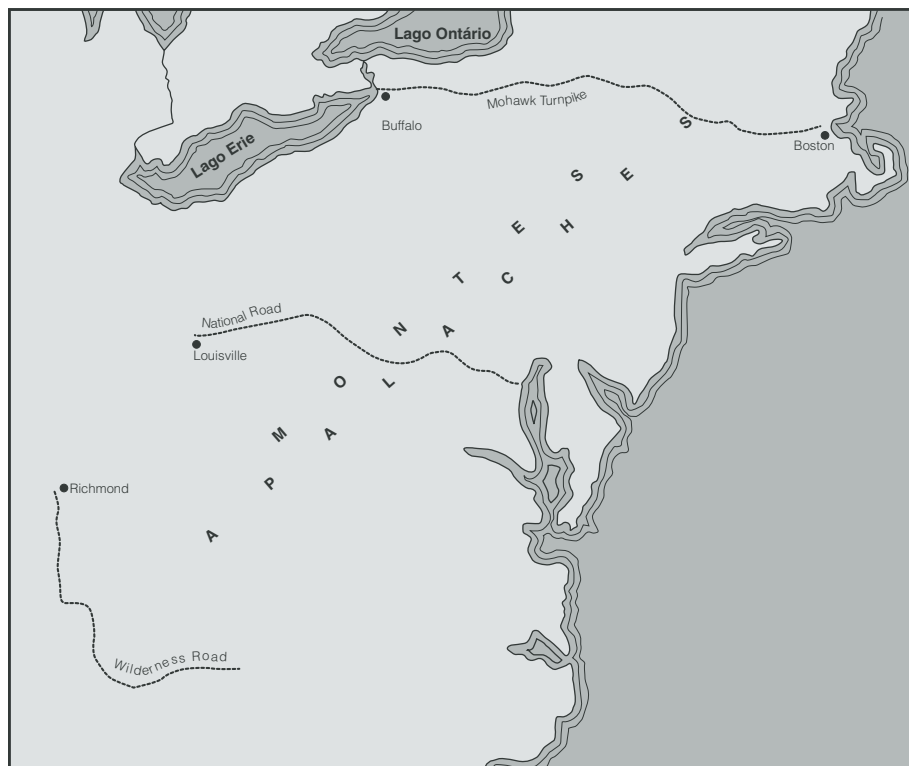 Lago Ontário
Mohawk Turnpike
Buffalo
Boston
Lago Erie
MONTES
APALACHES
National Road
Louisville
Richmond
Wilderness Road